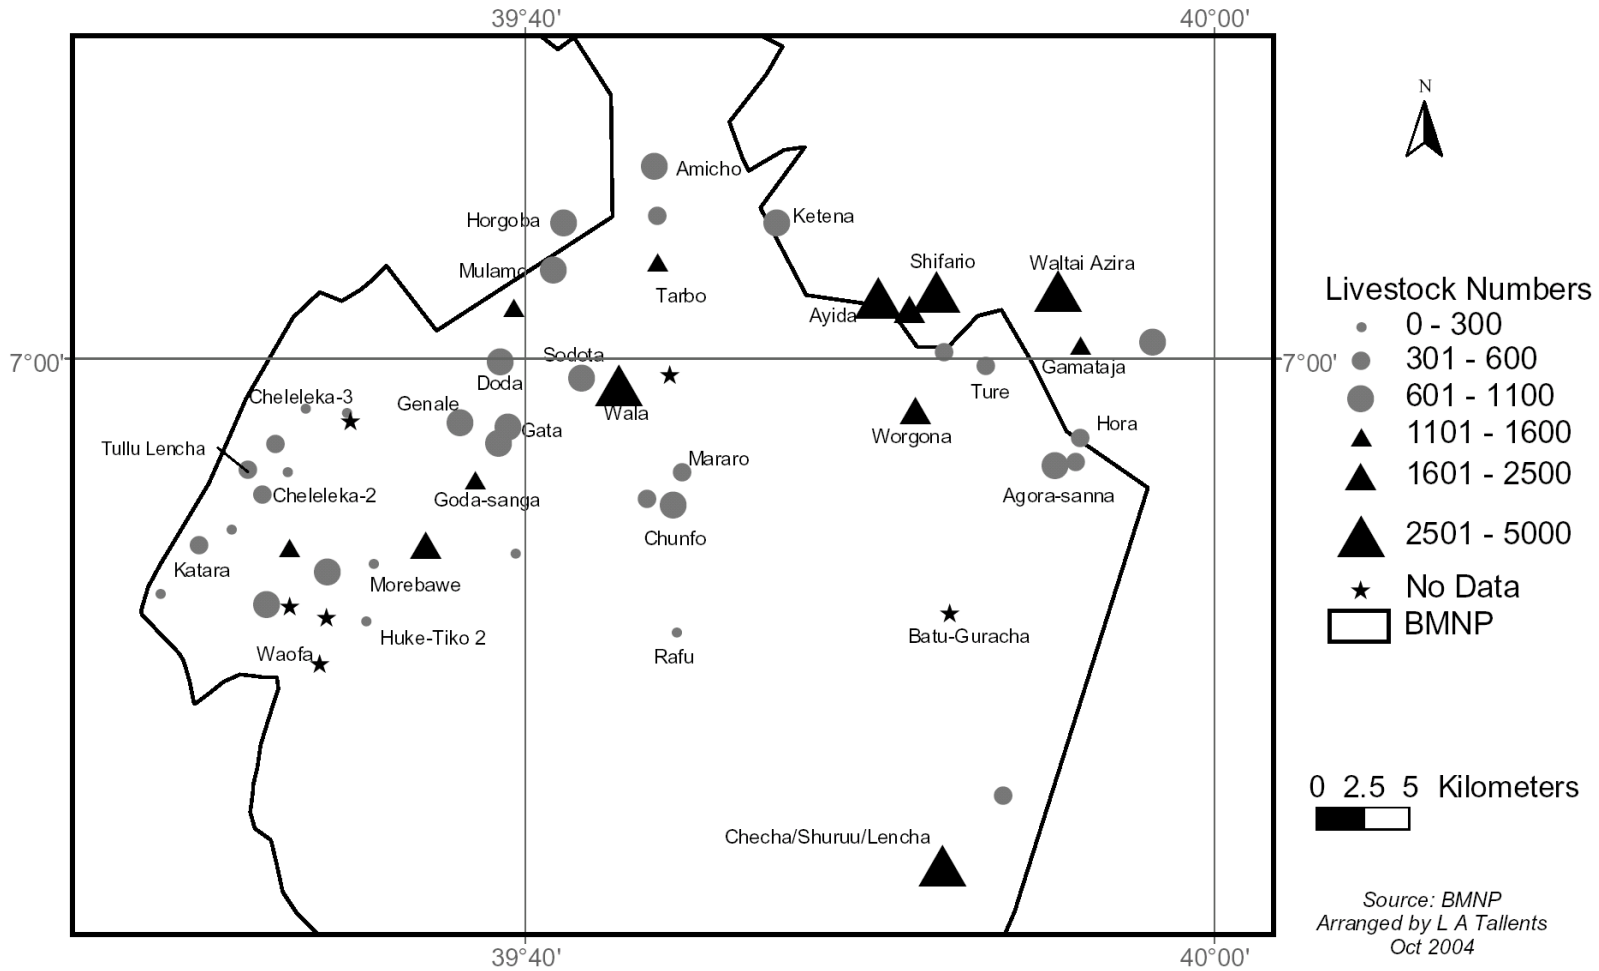 39°40'
40°00'
N
Amicho
Horgoba
Ketena
Mulamo
Shifario
Waltai Azira
Tarbo
Ayida
Livestock Numbers
0 - 300
301 - 600
601 - 1100
1101 - 1600
1601 - 2500
2501 - 5000
No Data
BMNP
7°00'
7°00'
Sodota
Doda
Gamataja
Ture
Cheleleka-3
Genale
Wala
Gata
Worgona
Hora
Tullu Lencha
Mararo
Cheleleka-2
Goda-sanga
Agora-sanna
Chunfo
Katara
Morebawe
Huke-Tiko 2
Batu-Guracha
Waofa
Rafu
0 2.5 5 Kilometers
Checha/Shuruu/Lencha
Source: BMNP
Arranged by L A Tallents
Oct 2004
39°40'
40°00'